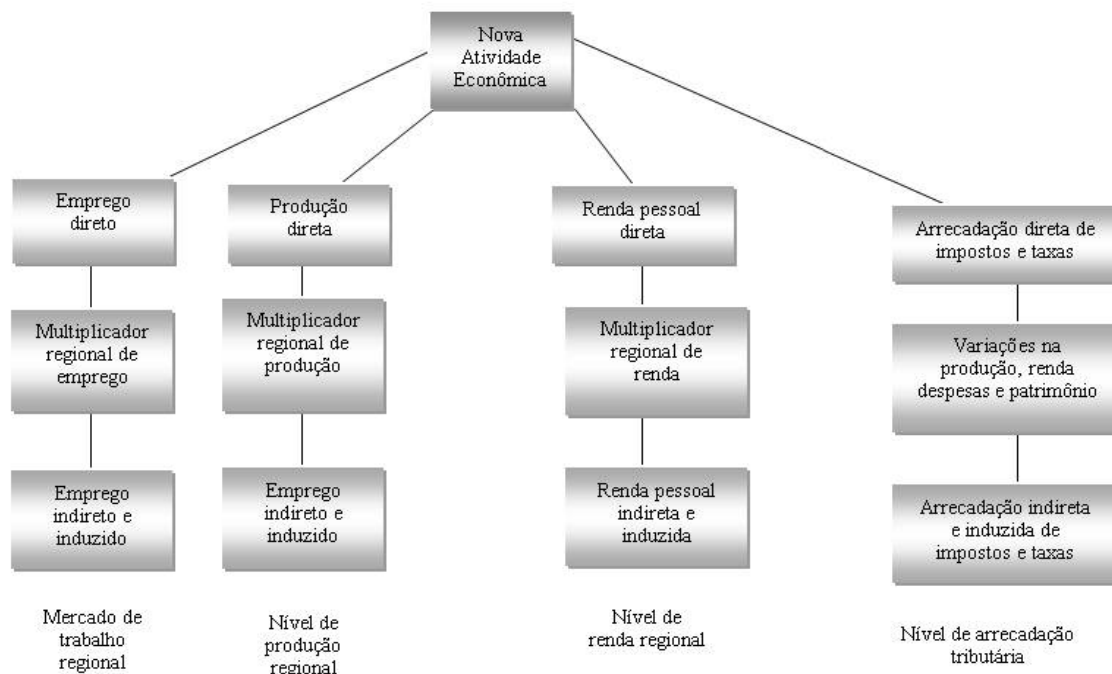 Nova
Atividade
Econômica
Emprego
direto
Produção
direta
Renda pessoal
direta
Arrecadação direta de
impostos e taxas
Multiplicador
regional de
emprego
Multiplicador
regional de
produção
Multiplicador
regional de
renda
Variações na
produção, renda
despesas e patrimônio
Emprego
indireto e
induzido
Emprego
indireto e
induzido
Renda pessoal
indireta e
induzida
Arrecadação indireta
e induzida de
impostos e taxas
Mercado de
trabalho
regional
Nível de
produção
regional
Nível de
renda regional
Nível de arrecadação
tributária